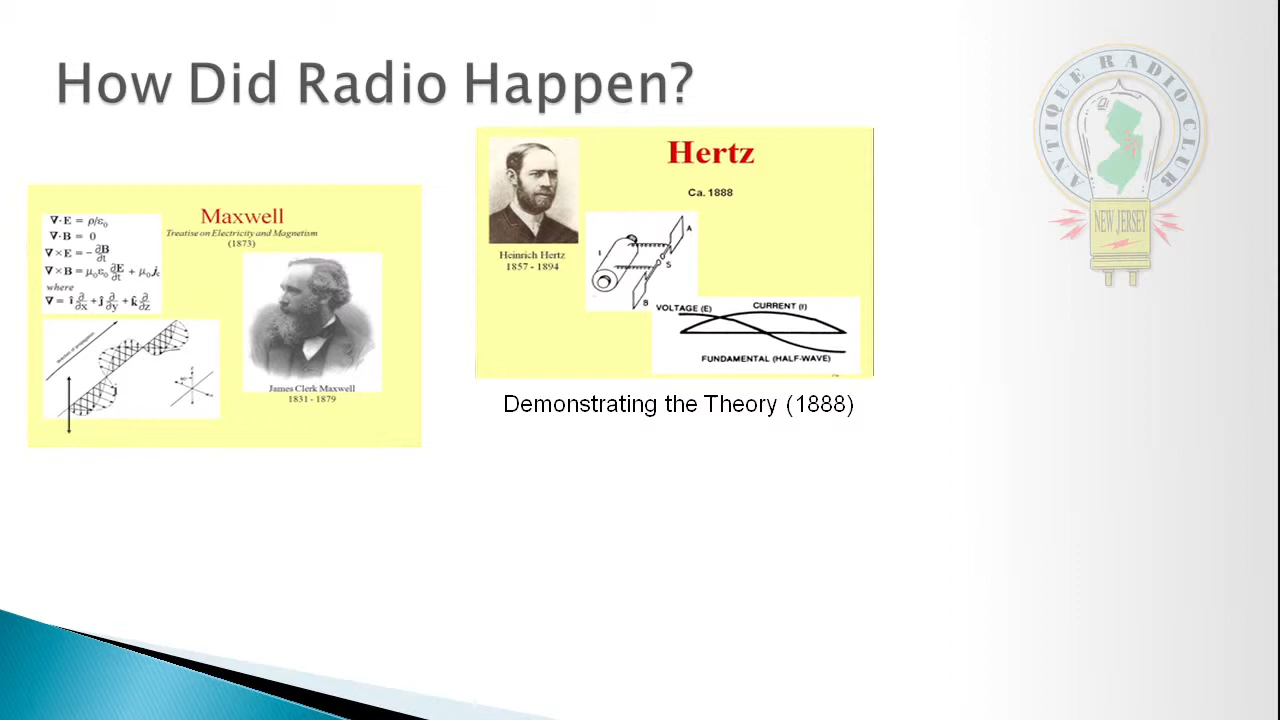 How Did Radio Happen?
ANTIQUE RADIO CLUB
NEW JERSEY
Maxwell
Treatise on Electricity and Magnetism
(1873)
∇· E = ρ/ε₀
∇· B = 0
∇ × E = – ∂B/∂t
∇ × B = μ₀ε₀ ∂E/∂t + μ₀ j꜀
where
∇ = î ∂/∂x + ĵ ∂/∂y + k̂ ∂/∂z
James Clerk Maxwell
1831 - 1879
Hertz
Ca. 1888
Heinrich Hertz
1857 - 1894
I
A
S
B
VOLTAGE (E)
CURRENT (I)
FUNDAMENTAL (HALF-WAVE)
Demonstrating the Theory (1888)